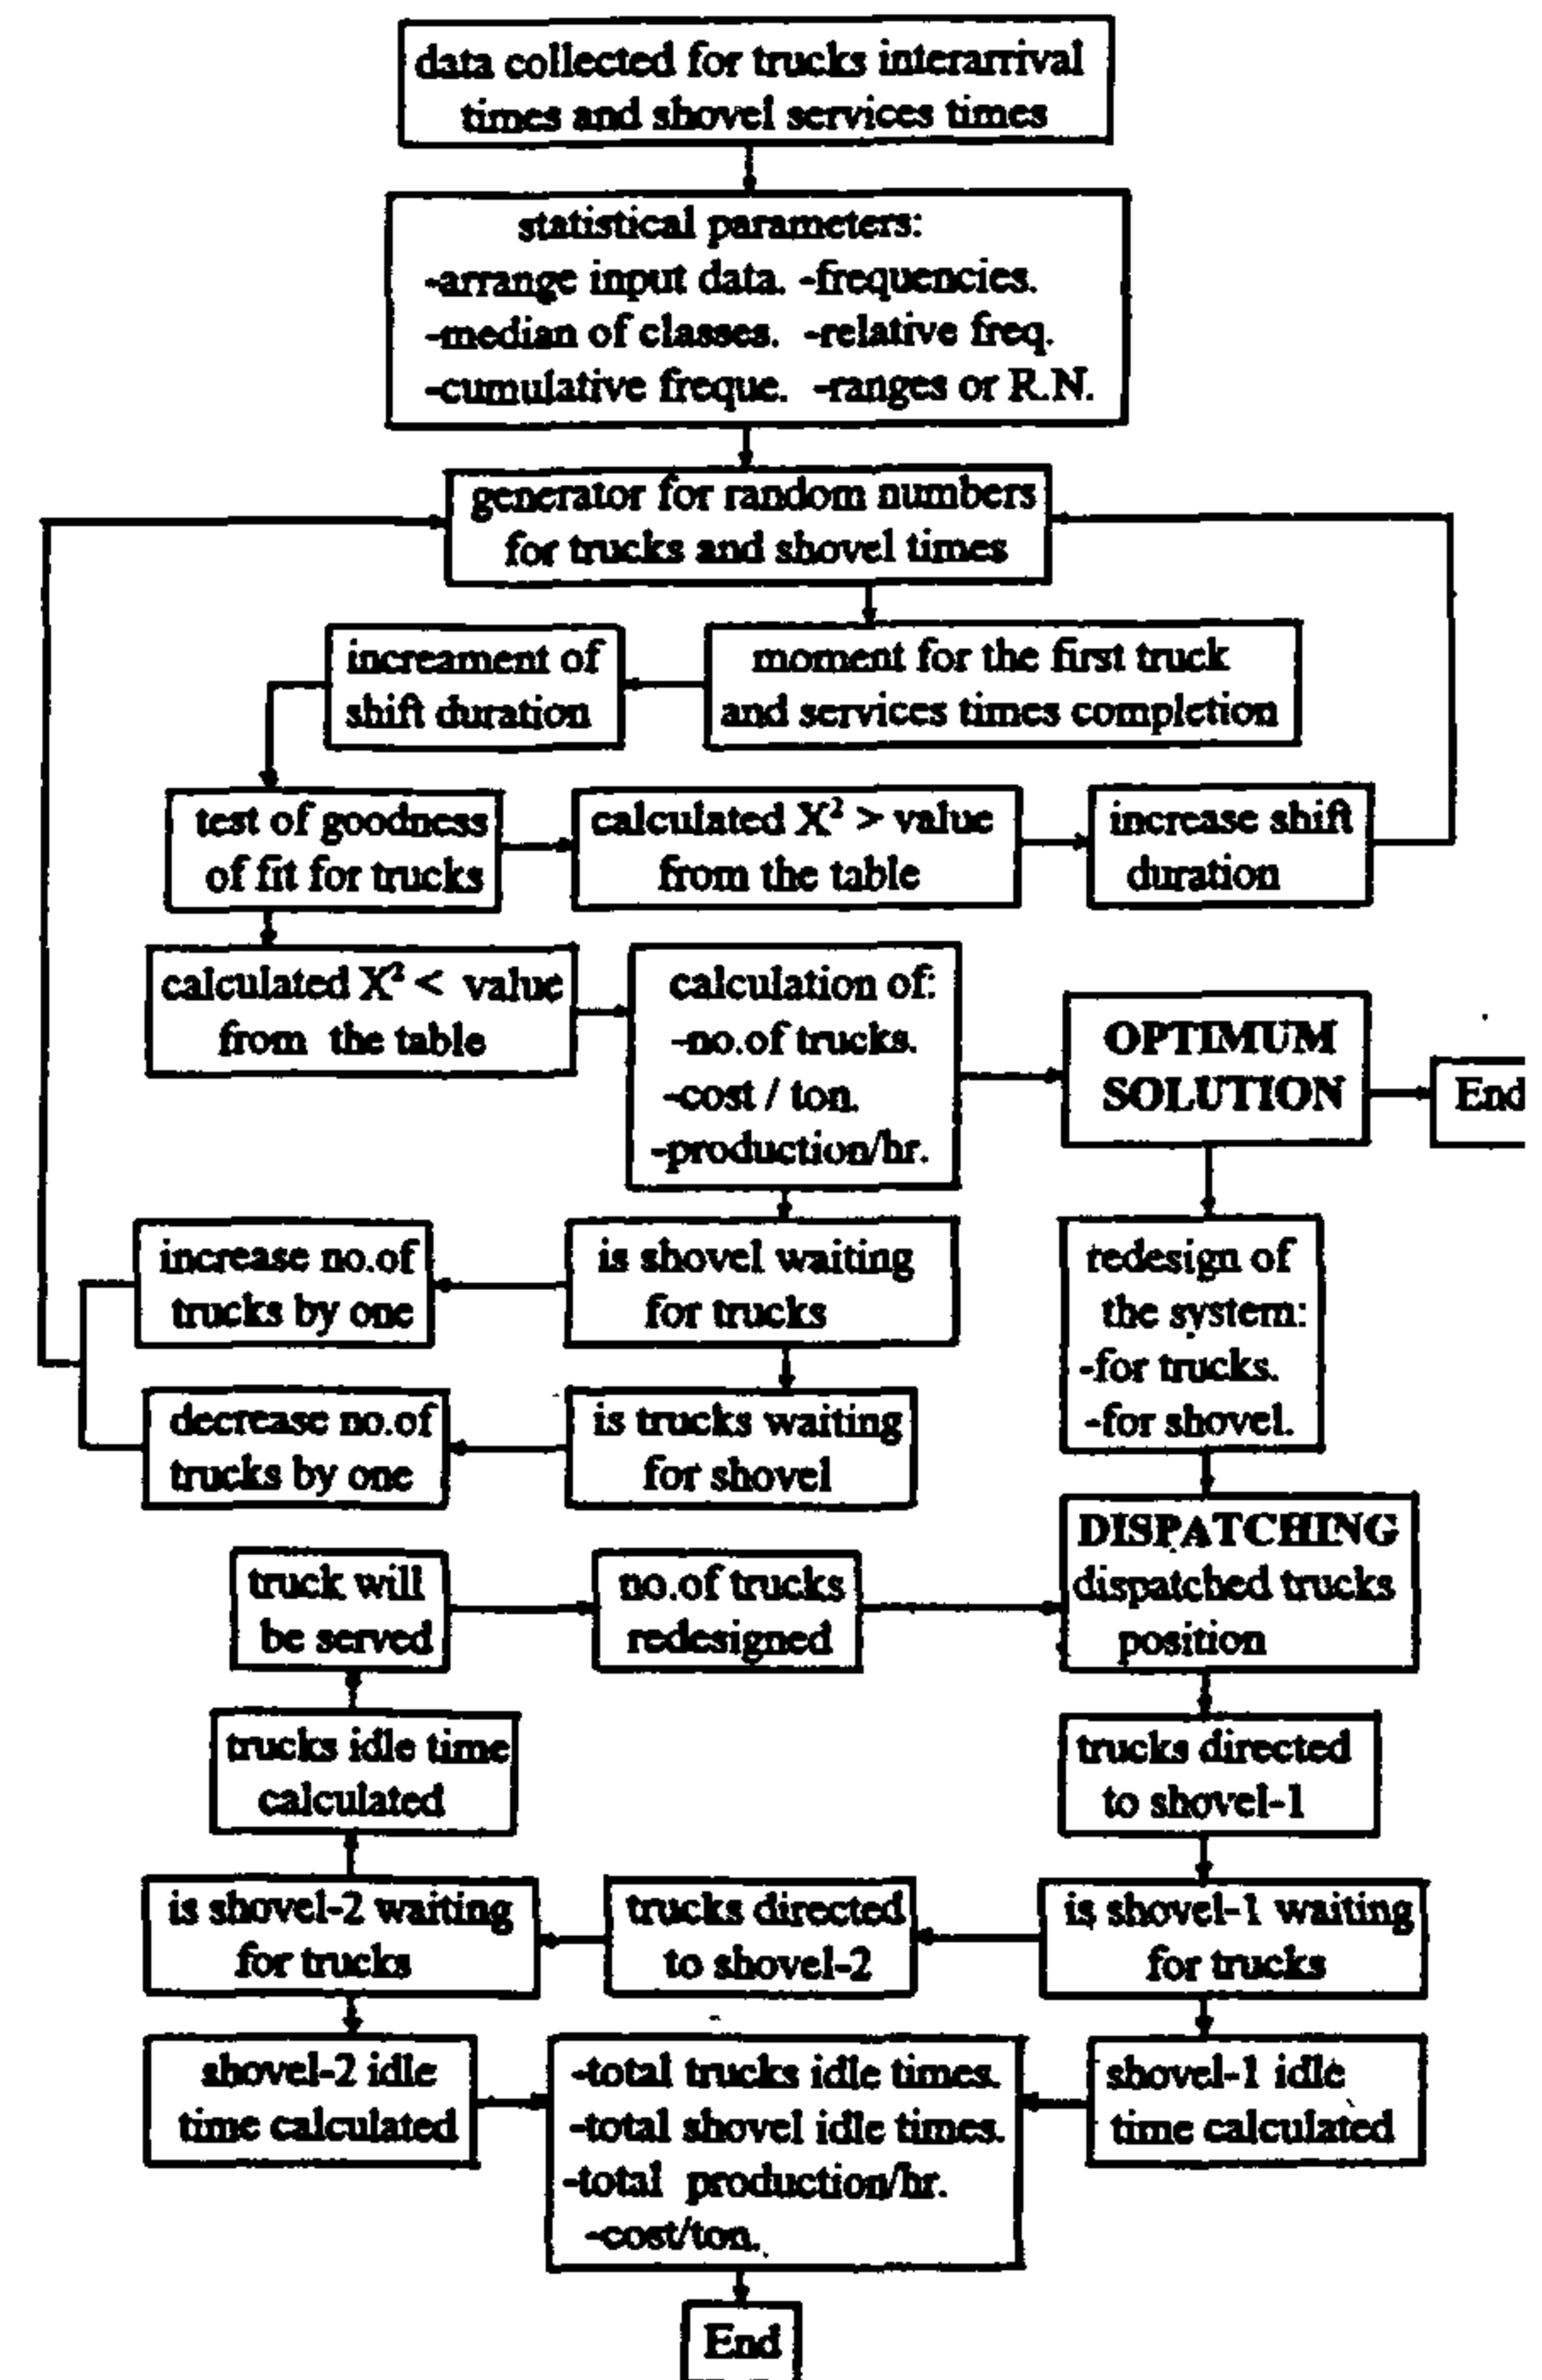 data collected for trucks interarrival
times and shovel services times
statistical parameters:
-arrange input data. -frequencies.
-median of classes. -relative freq.
-cumulative freque. -ranges or R.N.
generator for random numbers
for trucks and shovel times
increament of
shift duration
moment for the first truck
and services times completion
test of goodness
of fit for trucks
calculated X² > value
from the table
increase shift
duration
calculated X² < value
from the table
calculation of:
-no.of trucks.
-cost / ton.
-production/hr.
OPTIMUM
SOLUTION
End
increase no.of
trucks by one
is shovel waiting
for trucks
redesign of
the system:
-for trucks.
-for shovel.
decrease no.of
trucks by one
is trucks waiting
for shovel
truck will
be served
no.of trucks
redesigned
DISPATCHING
dispatched trucks
position
trucks idle time
calculated
trucks directed
to shovel-1
is shovel-2 waiting
for trucks
trucks directed
to shovel-2
is shovel-1 waiting
for trucks
shovel-2 idle
time calculated
-total trucks idle times.
-total shovel idle times.
-total production/hr.
-cost/ton.
shovel-1 idle
time calculated
End